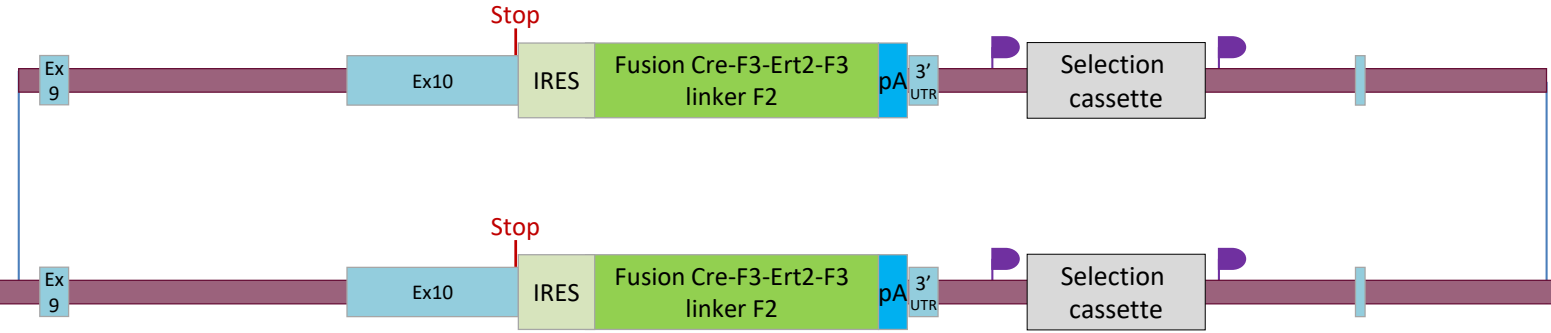 Stop
Ex
9
Ex10
IRES
Fusion Cre-F3-Ert2-F3
linker F2
pA
3’
UTR
Selection
cassette
Stop
Ex
9
Ex10
IRES
Fusion Cre-F3-Ert2-F3
linker F2
pA
3’
UTR
Selection
cassette